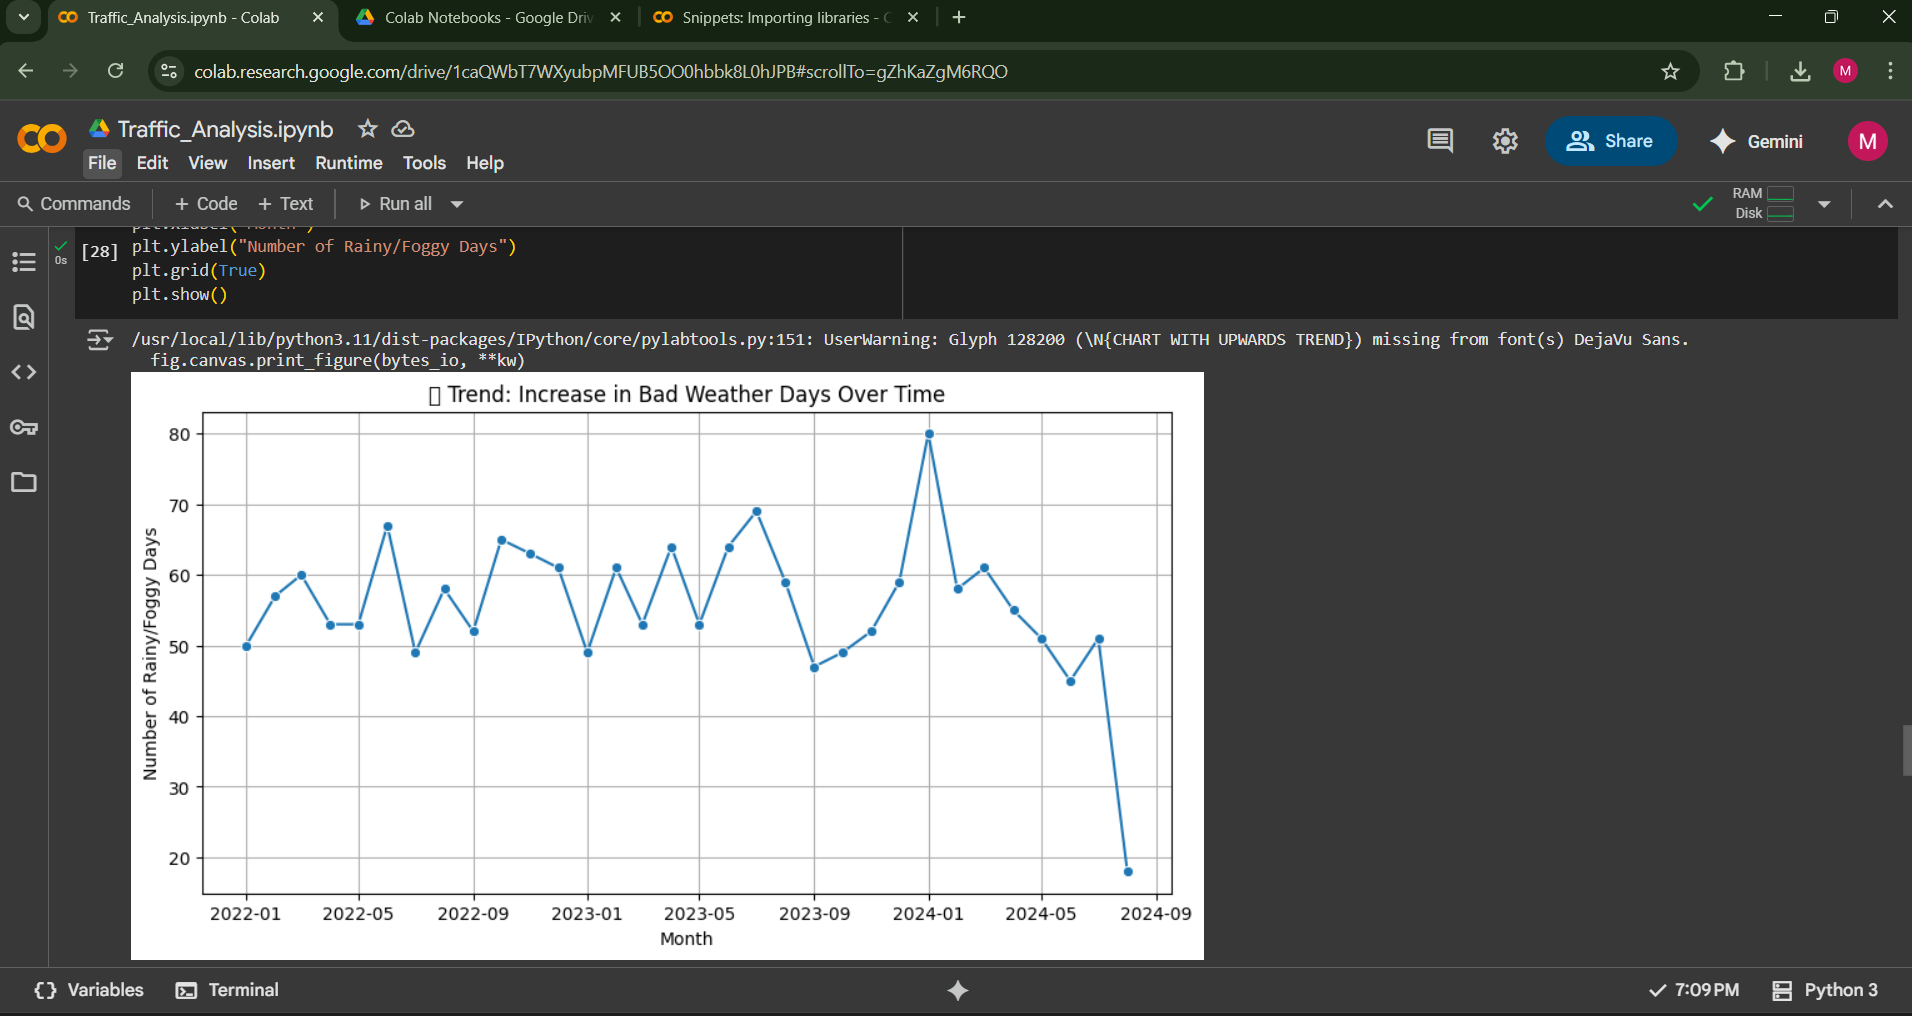 Traffic_Analysis.ipynb - Colab
Colab Notebooks - Google Driv
Snippets: Importing libraries -
colab.research.google.com/drive/1caQWbT7WXyubpMFUB5OO0hbbk8L0hJPB#scrollTo=gZhKaZgM6RQO
M
Traffic_Analysis.ipynb
File Edit View Insert Runtime Tools Help
Share
Gemini
M
Commands + Code + Text Run all
RAM
Disk
plt.xlabel("Month")
0s
[28] plt.ylabel("Number of Rainy/Foggy Days")
plt.grid(True)
plt.show()
/usr/local/lib/python3.11/dist-packages/IPython/core/pylabtools.py:151: UserWarning: Glyph 128200 (\N{CHART WITH UPWARDS TREND}) missing from font(s) DejaVu Sans.
fig.canvas.print_figure(bytes_io, **kw)
▯ Trend: Increase in Bad Weather Days Over Time
Number of Rainy/Foggy Days
80
70
60
50
40
30
20
2022-01 2022-05 2022-09 2023-01 2023-05 2023-09 2024-01 2024-05 2024-09
Month
{} Variables Terminal
7:09 PM Python 3